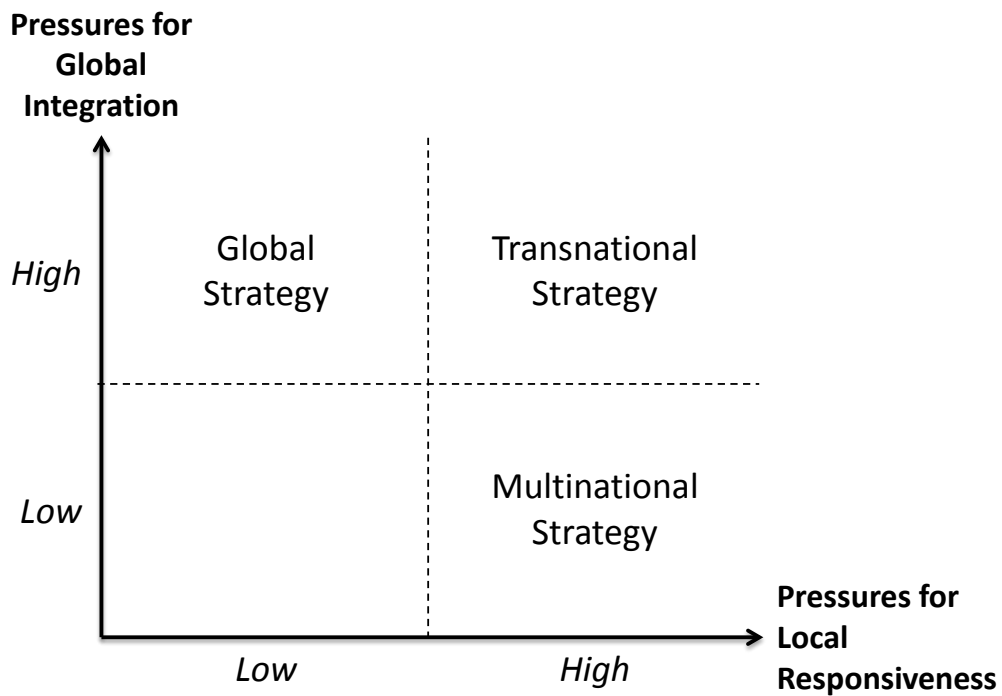 Pressures for
Global
Integration
High
Global
Strategy
Transnational
Strategy
Low
Multinational
Strategy
Low
High
Pressures for
Local
Responsiveness